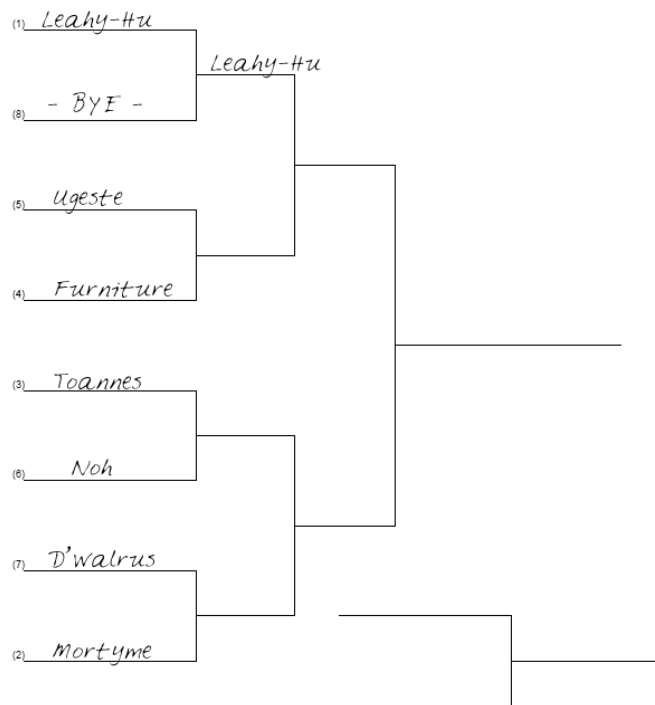 (1) Leahy-Hu
Leahy-Hu
(8) - BYE -
(5) Ugeste
(4) Furniture
(3) Toannes
(6) Noh
(7) D'walrus
(2) Mortyme